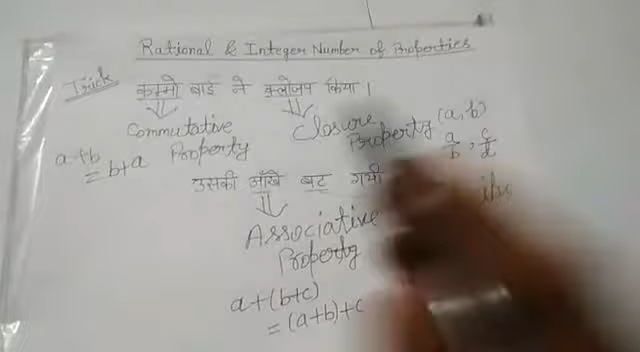 Rational & Integer Number of Properties
Trick
कम्मो बाई ने क्लोजप किया।
Commutative Property
a+b
= b+a
Closure Property (a, b)
a/b, c/d
उसकी आँखे बट गयी
Associative Property
a+(b+c)
= (a+b)+c